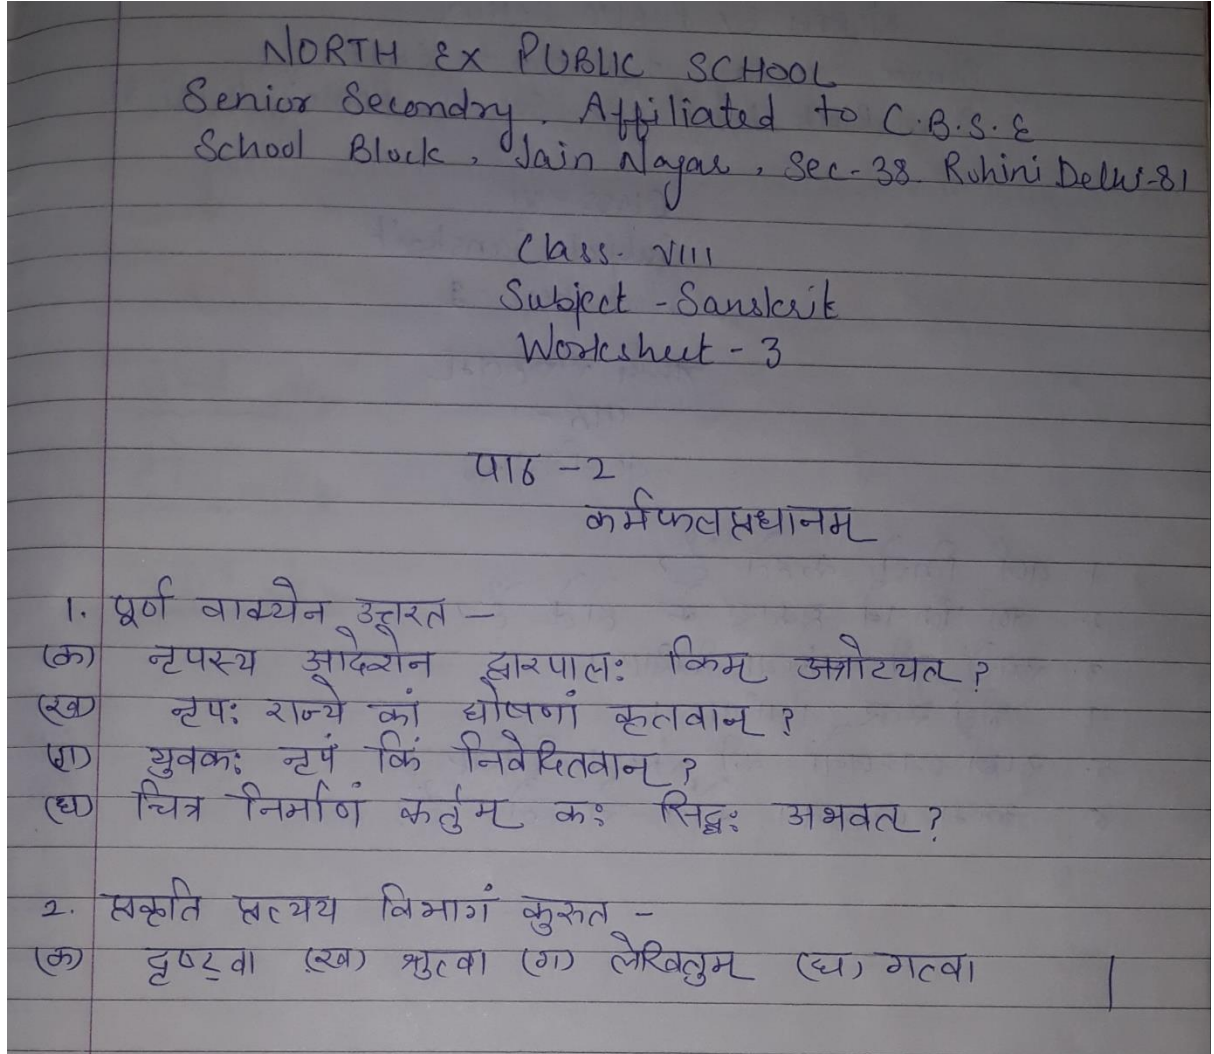 NORTH EX PUBLIC SCHOOL
Senior Secondry. Affiliated to C.B.S.E
School Block, Jain Nagar, Sec-38 Rohini Delhi-81
Class- VIII
Subject - Sanskrit
Worksheet - 3
पाठ -2
कर्मफलप्रधानम्
1. पूर्ण वाक्येन उत्तरत -
(क) नृपस्य आदेशेन द्वारपालः किम् अत्रोटयत् ?
(ख) नृपः राज्ये कां घोषणां कृतवान् ?
(ग) युवकः नृपं किं निवेदितवान् ?
(घ) चित्र निर्माणं कर्तुम् कः सिद्धः अभवत् ?
2. प्रकृति प्रत्यय विभागं कुरुत -
(क) दृष्ट्वा (ख) श्रुत्वा (ग) लेखितुम् (घ) गत्वा